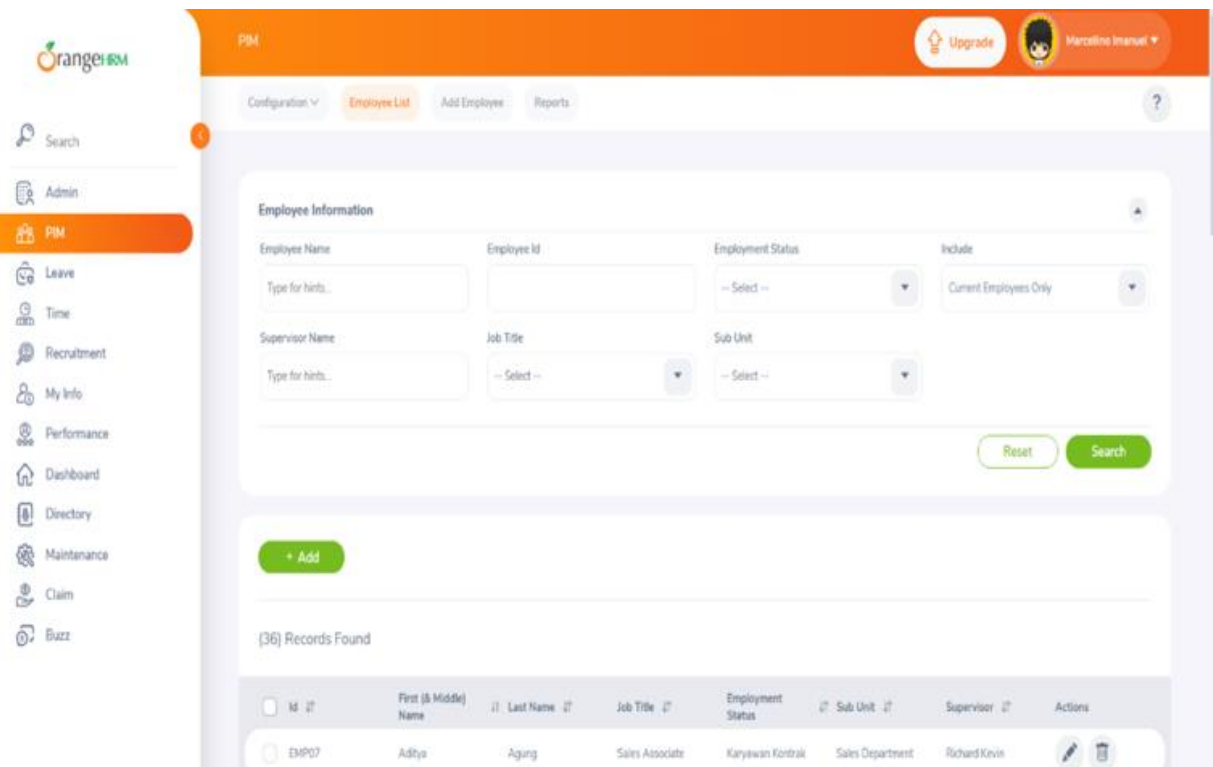 OrangeHRM
PIM
Upgrade
Marcellino Imanuel
Configuration
Employee List
Add Employee
Reports
?
Search
Admin
PIM
Leave
Time
Recruitment
My Info
Performance
Dashboard
Directory
Maintenance
Claim
Buzz
Employee Information
Employee Name
Employee Id
Employment Status
Include
Type for hints...
-- Select --
Current Employees Only
Supervisor Name
Job Title
Sub Unit
Type for hints...
-- Select --
-- Select --
Reset
Search
+ Add
(36) Records Found
Id
First (& Middle)
Name
Last Name
Job Title
Employment
Status
Sub Unit
Supervisor
Actions
EMP07
Aditya
Agung
Sales Associate
Karyawan Kontrak
Sales Department
Richard Kevin